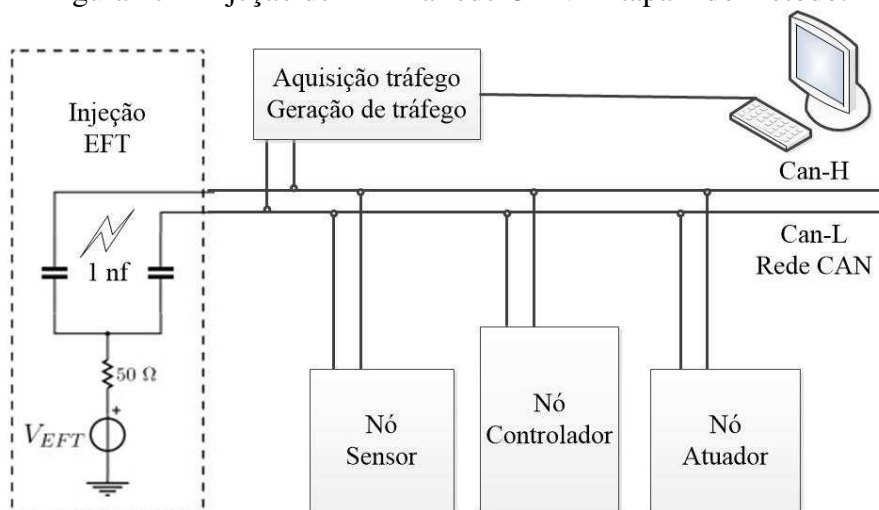 Injeção
EFT
1 nf
50 Ω
+
V_EFT
Aquisição tráfego
Geração de tráfego
Can-H
Can-L
Rede CAN
Nó
Sensor
Nó
Controlador
Nó
Atuador